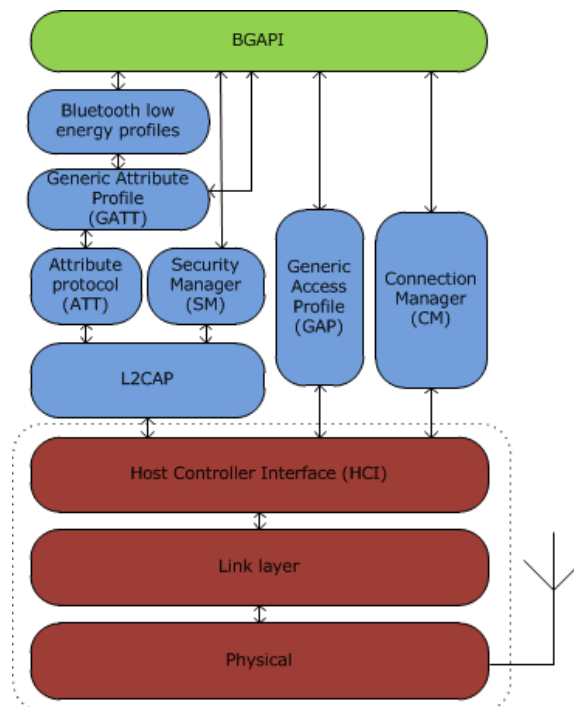 BGAPI
Bluetooth low
energy profiles
Generic Attribute
Profile
(GATT)
Attribute
protocol
(ATT)
Security
Manager
(SM)
Generic
Access
Profile
(GAP)
Connection
Manager
(CM)
L2CAP
Host Controller Interface (HCI)
Link layer
Physical